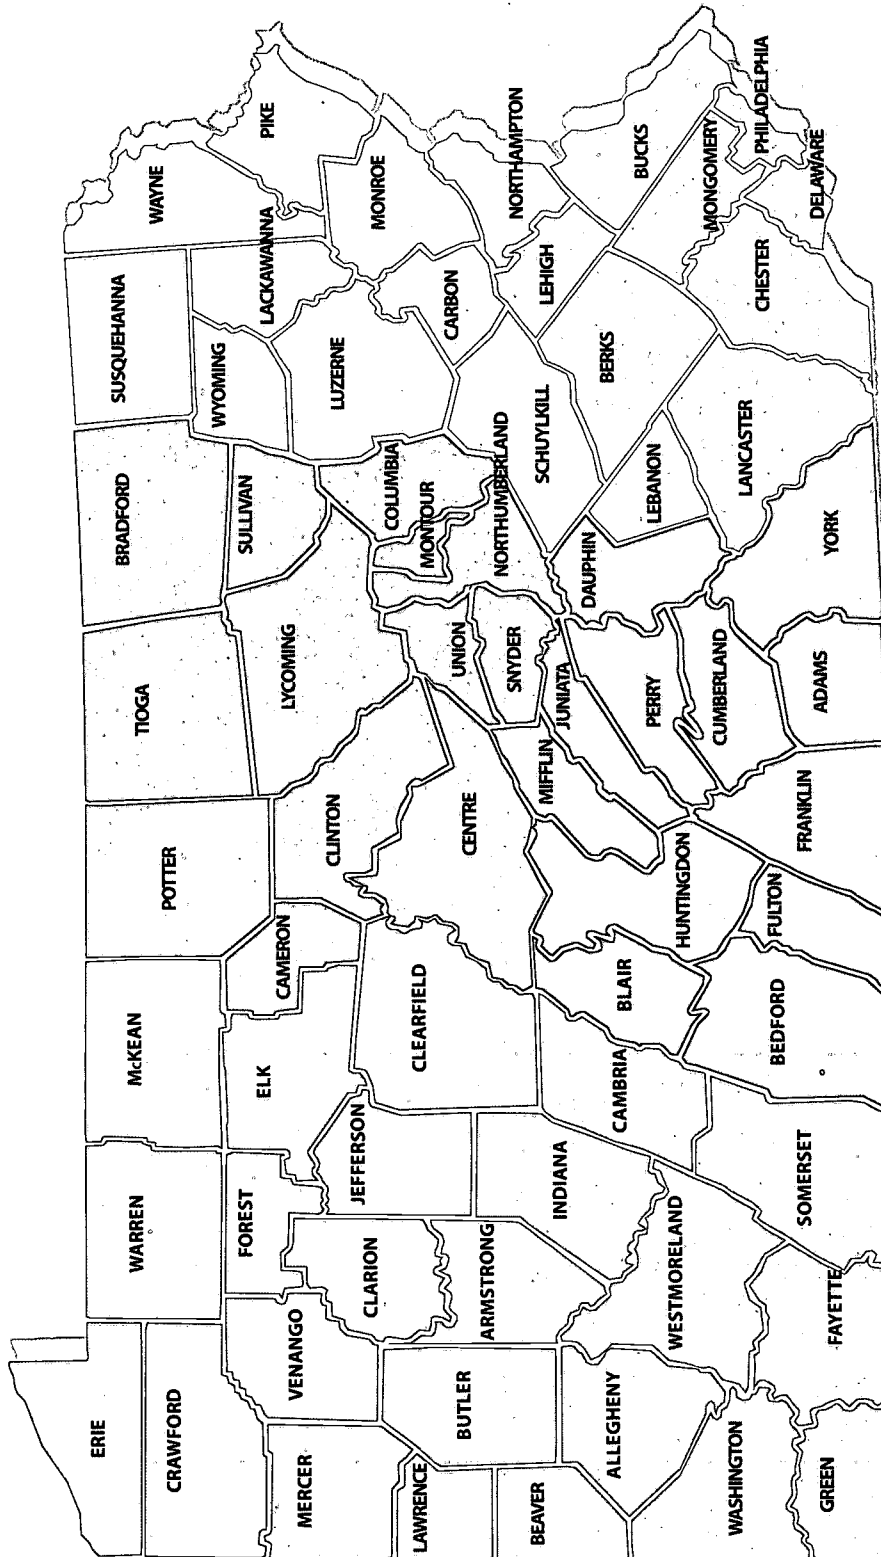 ERIE
CRAWFORD
WARREN
McKEAN
POTTER
TIOGA
BRADFORD
SUSQUEHANNA
WAYNE
PIKE
WYOMING
LACKAWANNA
SULLIVAN
LYCOMING
CLINTON
CAMERON
ELK
FOREST
VENANGO
MERCER
LAWRENCE
BUTLER
CLARION
JEFFERSON
CLEARFIELD
CENTRE
UNION
MONTOUR
COLUMBIA
LUZERNE
MONROE
CARBON
NORTHAMPTON
LEHIGH
SCHUYLKILL
NORTHUMBERLAND
SNYDER
JUNIATA
MIFFLIN
HUNTINGDON
BLAIR
CAMBRIA
INDIANA
ARMSTRONG
BEAVER
ALLEGHENY
WESTMORELAND
WASHINGTON
GREEN
FAYETTE
SOMERSET
BEDFORD
FULTON
FRANKLIN
PERRY
CUMBERLAND
ADAMS
YORK
DAUPHIN
LEBANON
LANCASTER
BERKS
CHESTER
MONTGOMERY
BUCKS
PHILADELPHIA
DELAWARE